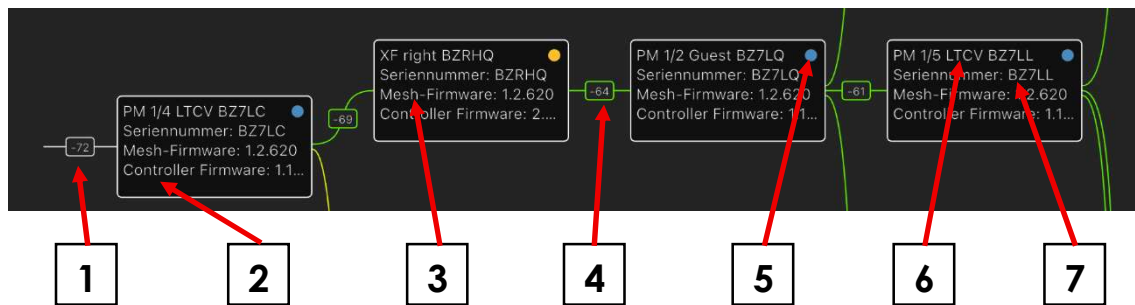 -72
PM 1/4 LTCV BZ7LC
Seriennummer: BZ7LC
Mesh-Firmware: 1.2.620
Controller Firmware: 1.1...
-69
XF right BZRHQ
Seriennummer: BZRHQ
Mesh-Firmware: 1.2.620
Controller Firmware: 2....
-64
PM 1/2 Guest BZ7LQ
Seriennummer: BZ7LQ
Mesh-Firmware: 1.2.620
Controller Firmware: 1.1...
-61
PM 1/5 LTCV BZ7LL
Seriennummer: BZ7LL
Mesh-Firmware: 1.2.620
Controller Firmware: 1.1...
1 2 3 4 5 6 7